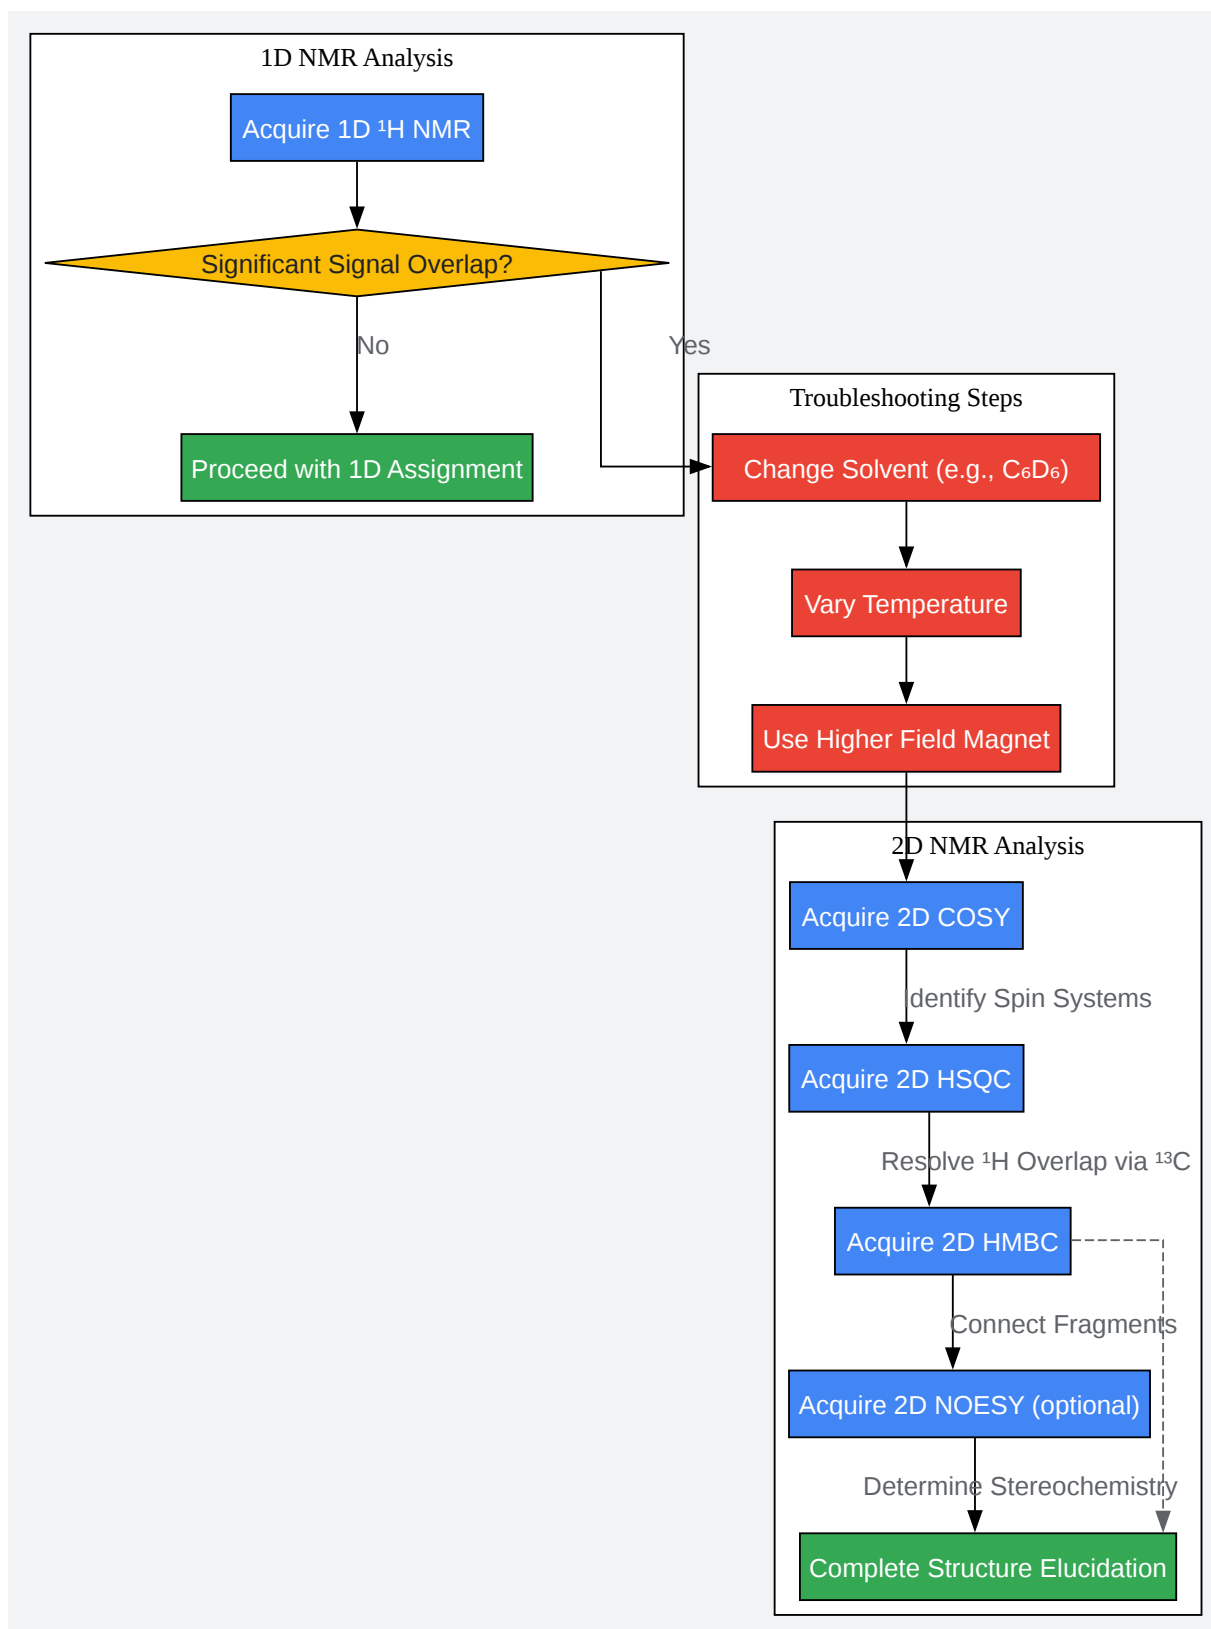 1D NMR Analysis
Acquire 1D ¹H NMR
Significant Signal Overlap?
No
Yes
Proceed with 1D Assignment
Troubleshooting Steps
Change Solvent (e.g., C₆D₆)
Vary Temperature
Use Higher Field Magnet
2D NMR Analysis
Acquire 2D COSY
Identify Spin Systems
Acquire 2D HSQC
Resolve ¹H Overlap via ¹³C
Acquire 2D HMBC
Connect Fragments
Acquire 2D NOESY (optional)
Determine Stereochemistry
Complete Structure Elucidation